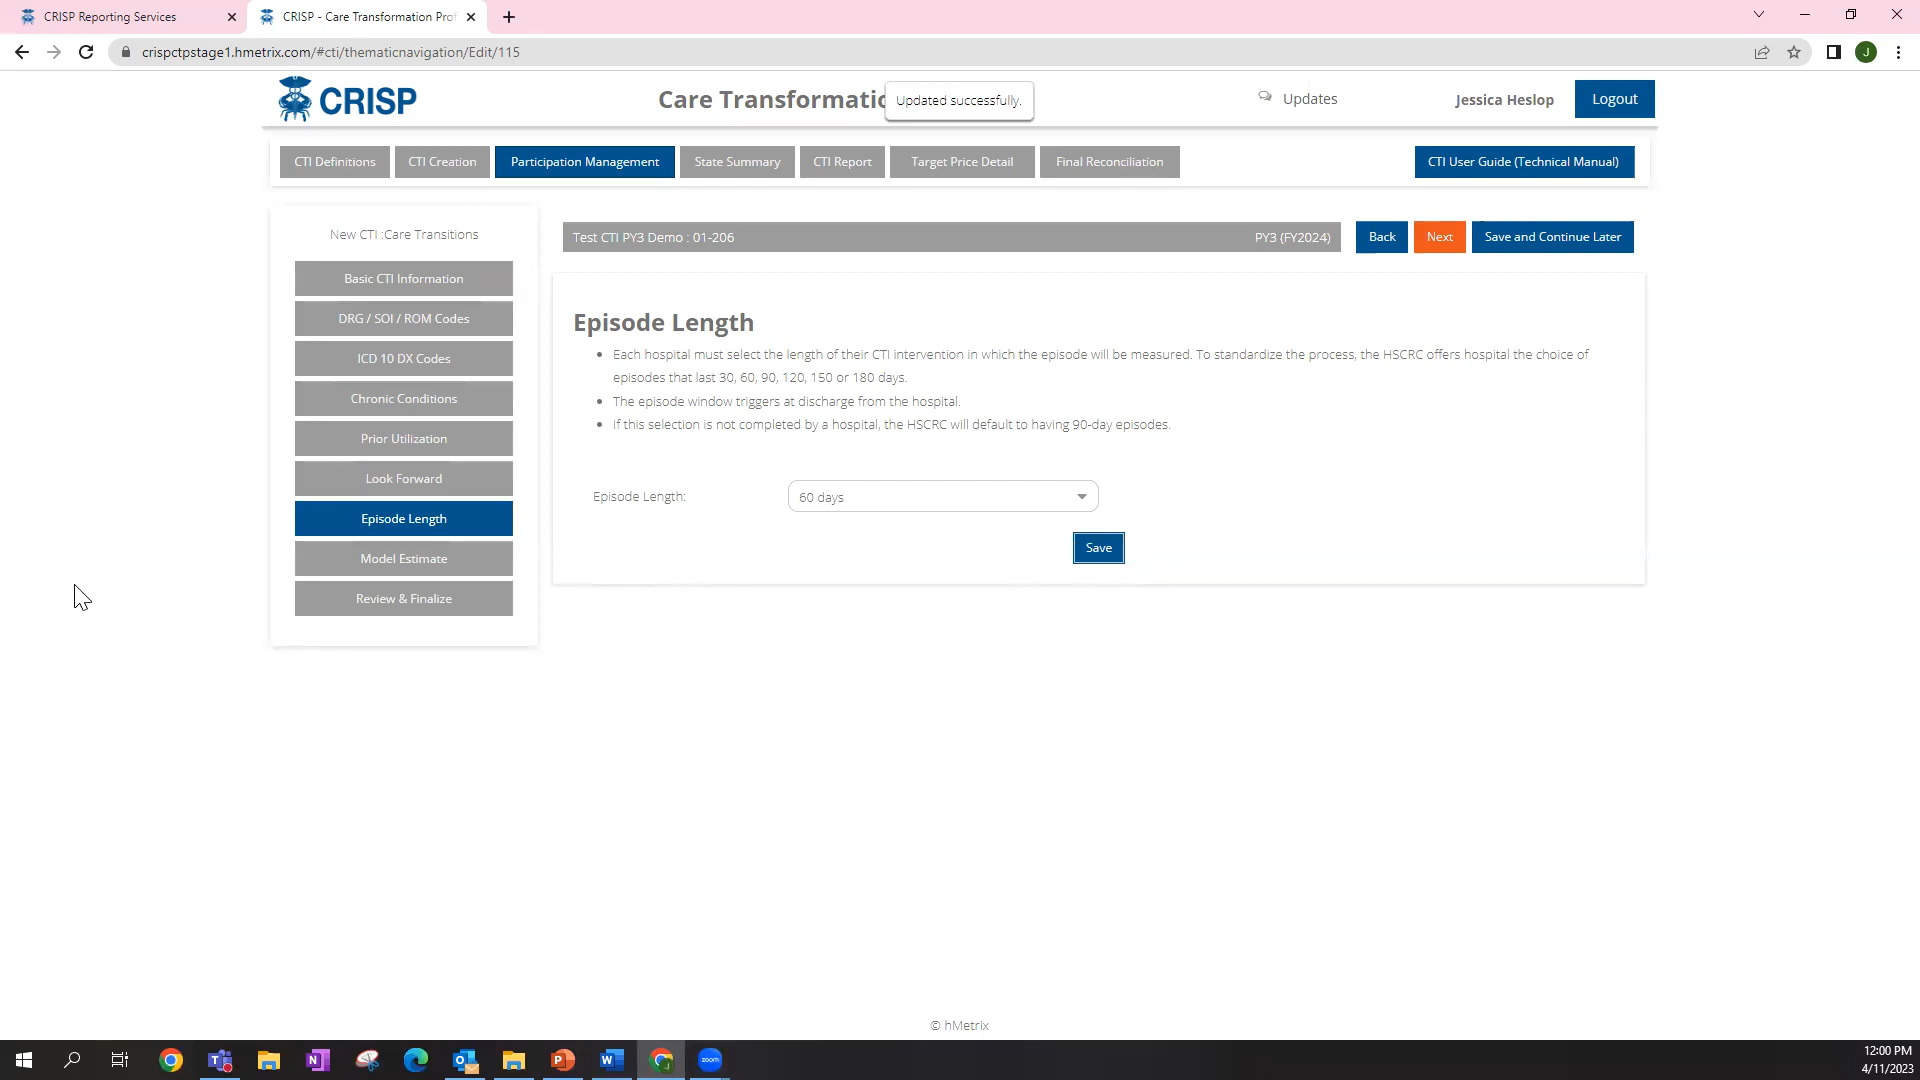 CRISP Reporting Services
CRISP - Care Transformation Prof
crispctpstage1.hmetrix.com/#cti/thematicnavigation/Edit/115
J
CRISP
Care Transformatio
Updated successfully.
Updates
Jessica Heslop
Logout
CTI Definitions
CTI Creation
Participation Management
State Summary
CTI Report
Target Price Detail
Final Reconciliation
CTI User Guide (Technical Manual)
New CTI :Care Transitions
Basic CTI Information
DRG / SOI / ROM Codes
ICD 10 DX Codes
Chronic Conditions
Prior Utilization
Look Forward
Episode Length
Model Estimate
Review & Finalize
Test CTI PY3 Demo : 01-206
PY3 (FY2024)
Back
Next
Save and Continue Later
Episode Length
Each hospital must select the length of their CTI intervention in which the episode will be measured. To standardize the process, the HSCRC offers hospital the choice of
episodes that last 30, 60, 90, 120, 150 or 180 days.
The episode window triggers at discharge from the hospital.
If this selection is not completed by a hospital, the HSCRC will default to having 90-day episodes.
Episode Length:
60 days
Save
© hMetrix
zoom
12:00 PM
4/11/2023